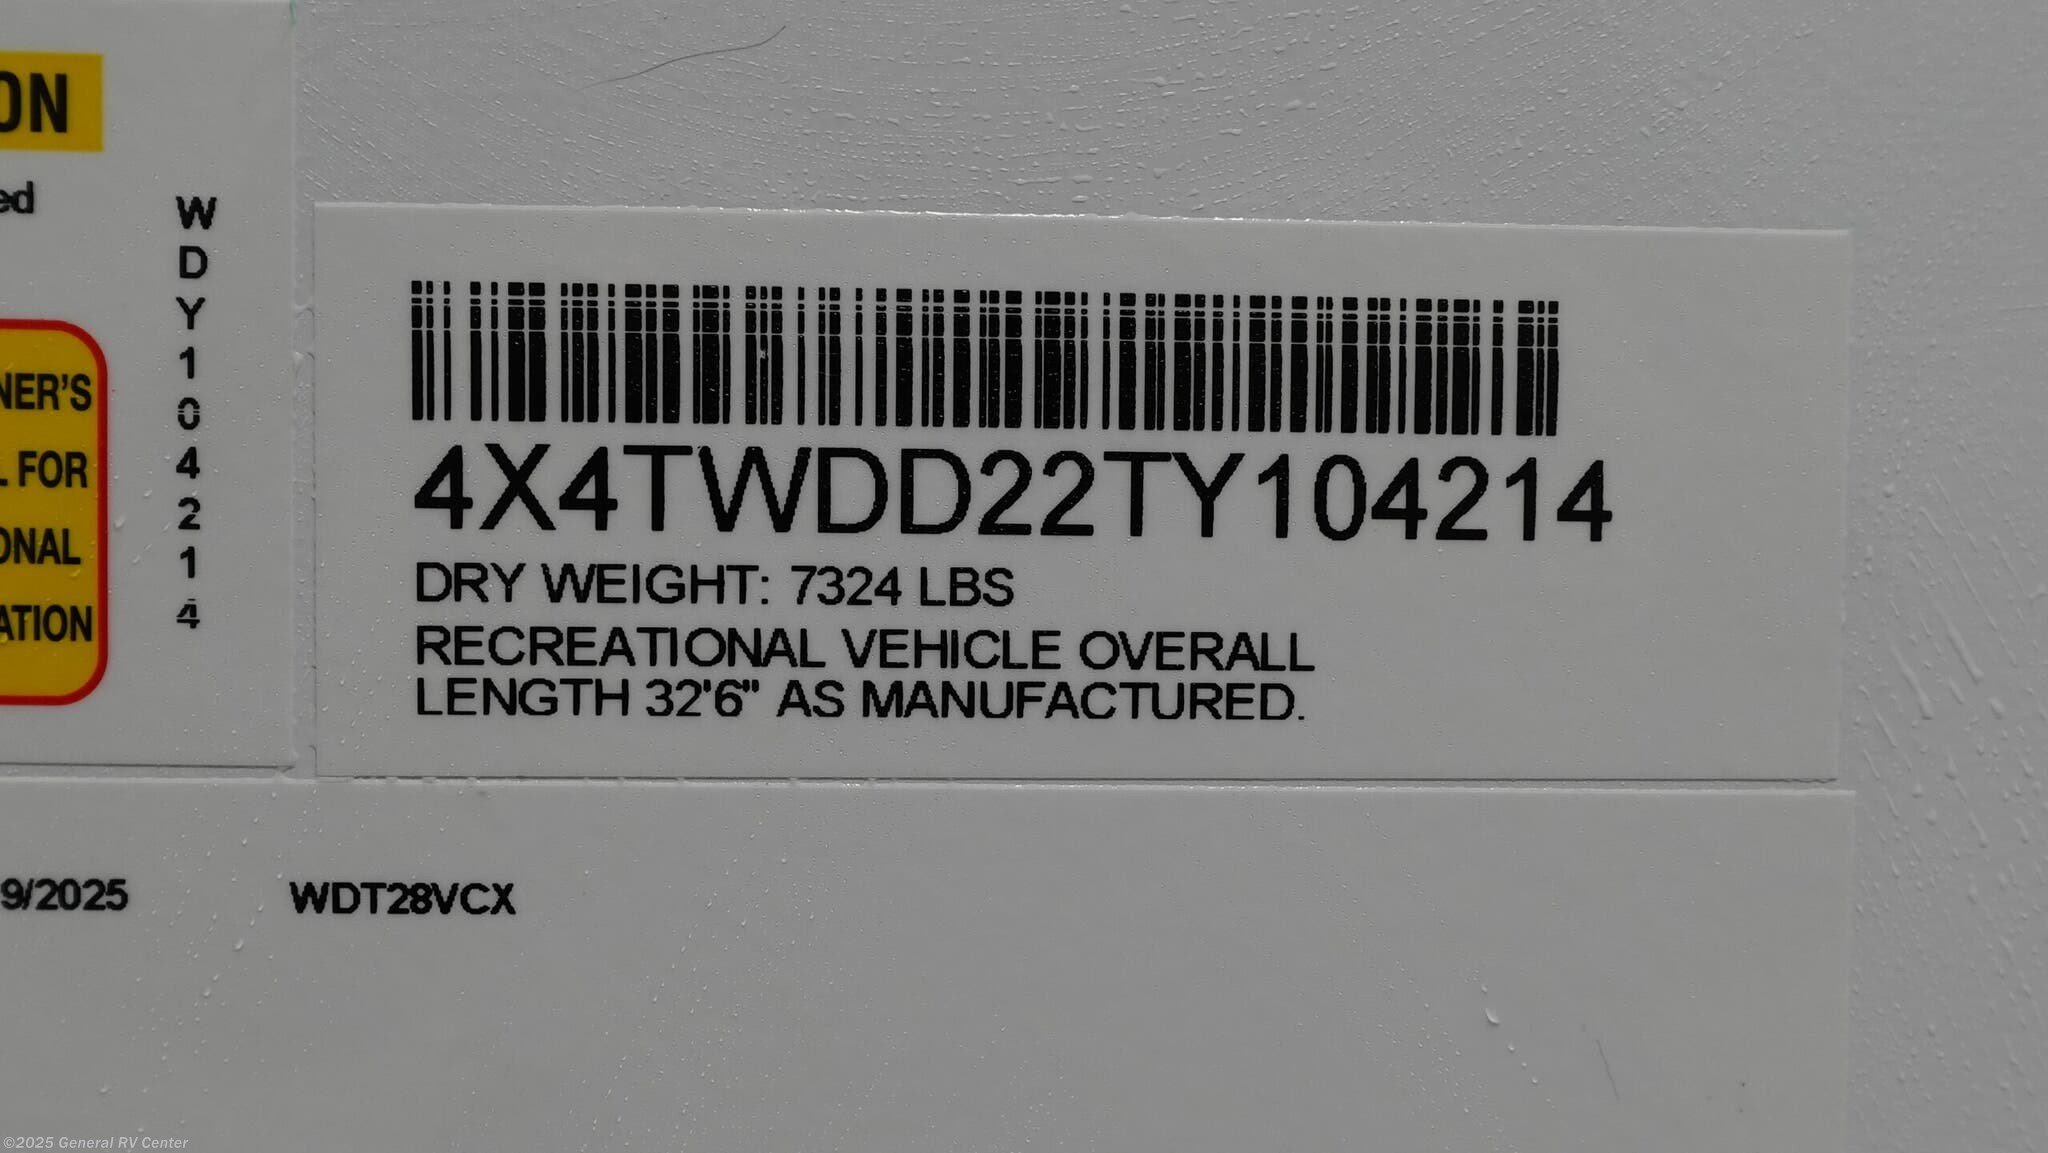 ON
ed
W
D
Y
1
0
4
2
1
4
NER'S
L FOR
ONAL
ATION
4X4TWDD22TY104214
DRY WEIGHT: 7324 LBS
RECREATIONAL VEHICLE OVERALL
LENGTH 32'6" AS MANUFACTURED.
9/2025 WDT28VCX
©2025 General RV Center